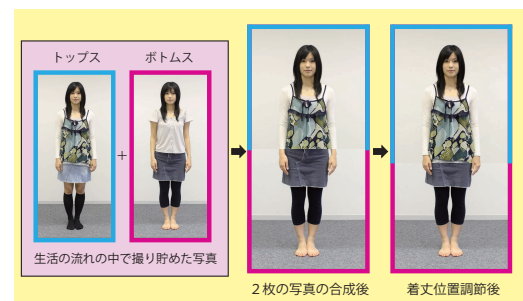 トップス
ボトムス
+
生活の流れの中で撮り貯めた写真
２枚の写真の合成後
着丈位置調節後